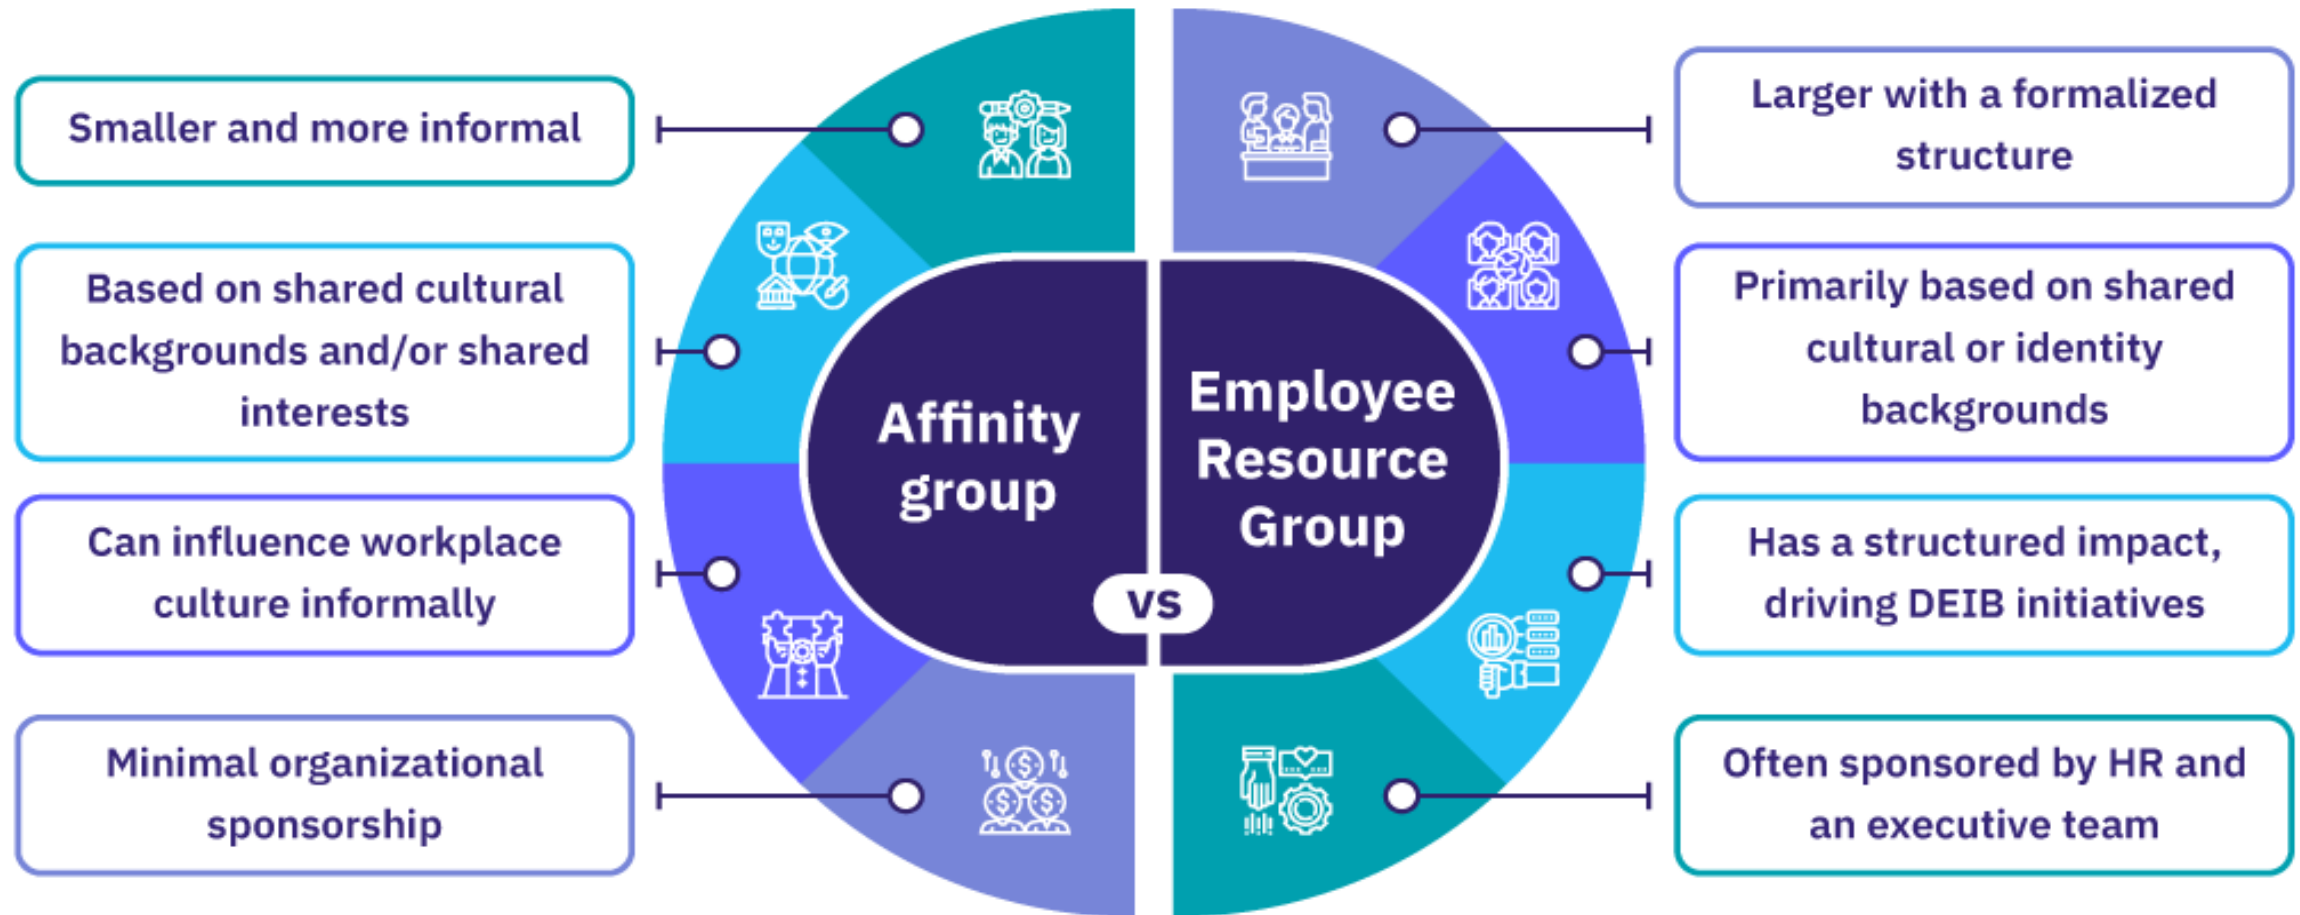 Smaller and more informal
Based on shared cultural
backgrounds and/or shared
interests
Can influence workplace
culture informally
Minimal organizational
sponsorship
Affinity
group
vs
Employee
Resource
Group
Larger with a formalized
structure
Primarily based on shared
cultural or identity
backgrounds
Has a structured impact,
driving DEIB initiatives
Often sponsored by HR and
an executive team